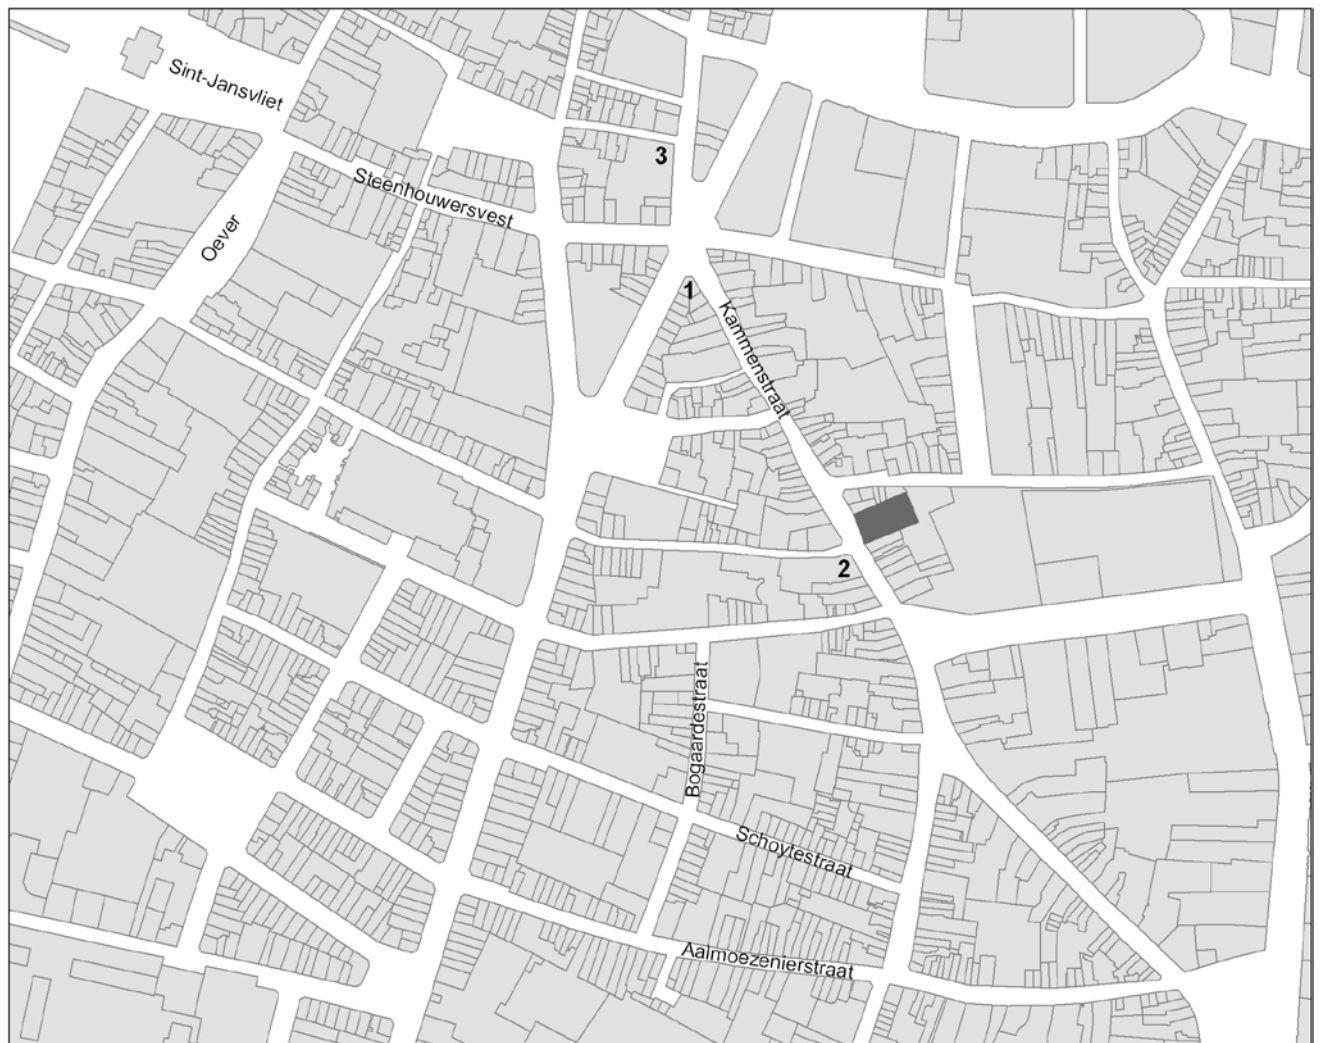 Sint-Jansvliet
3
Steenhouwersvest
Oever
1
Kammenstraat
2
Bogaardestraat
Schoytestraat
Aalmoezenierstraat